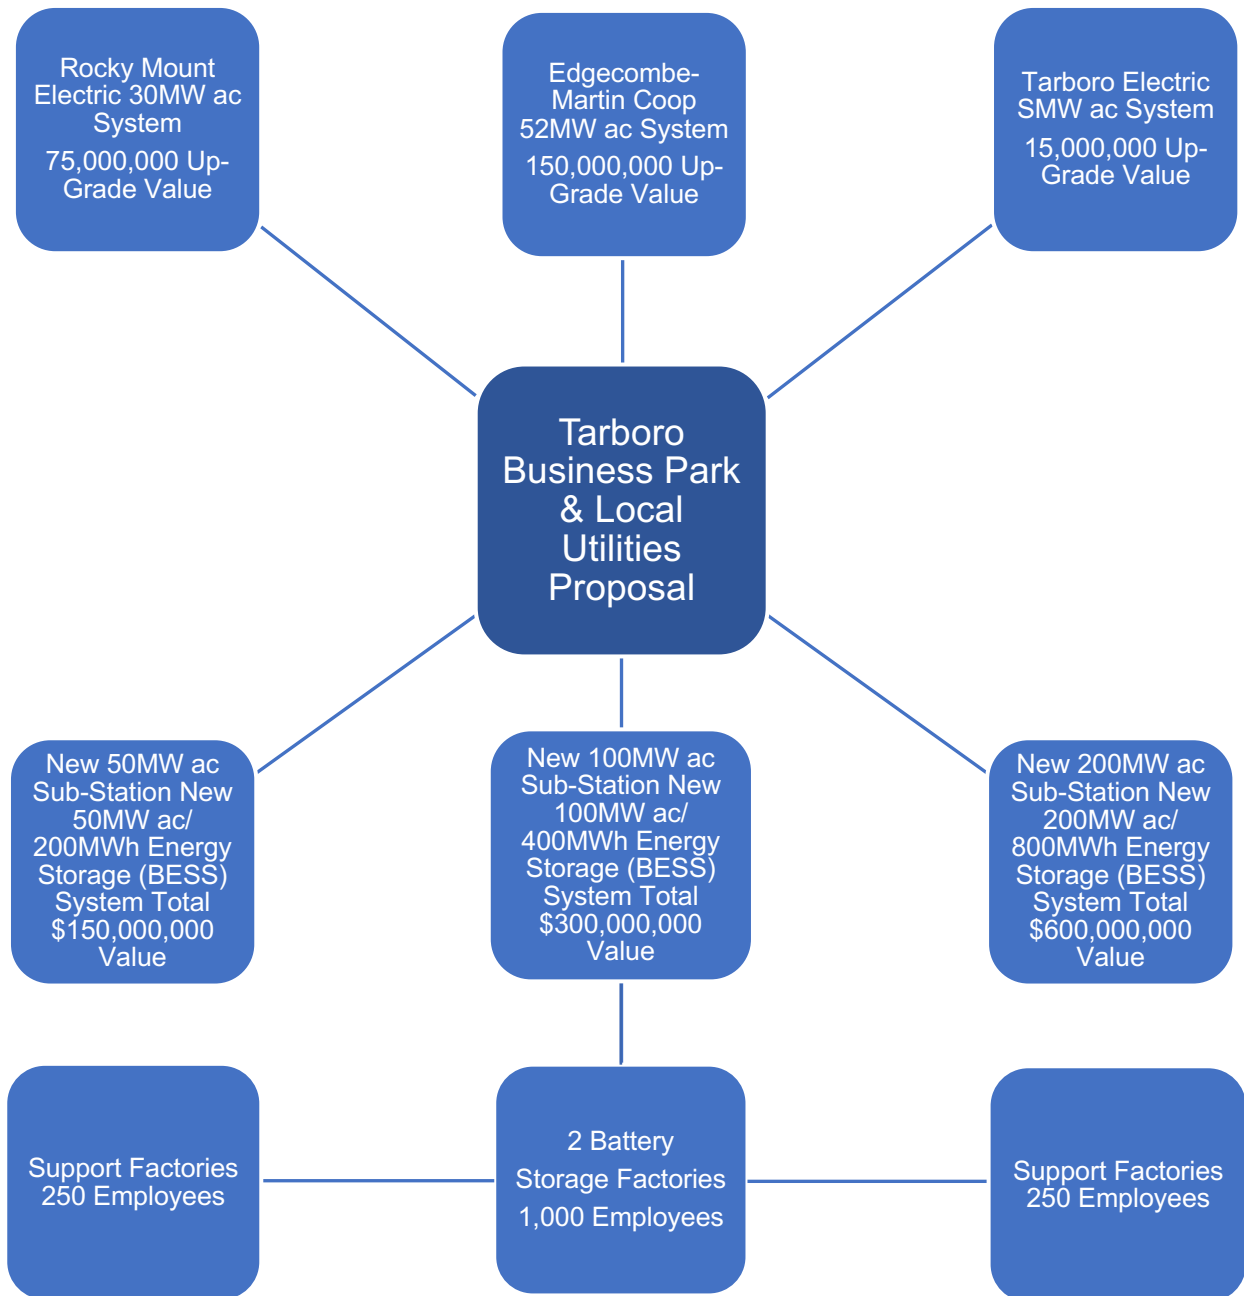 Rocky Mount
Electric 30MW ac
System
75,000,000 Up-
Grade Value
Edgecombe-
Martin Coop
52MW ac System
150,000,000 Up-
Grade Value
Tarboro Electric
SMW ac System
15,000,000 Up-
Grade Value
Tarboro
Business Park
& Local
Utilities
Proposal
New 50MW ac
Sub-Station New
50MW ac/
200MWh Energy
Storage (BESS)
System Total
$150,000,000
Value
New 100MW ac
Sub-Station New
100MW ac/
400MWh Energy
Storage (BESS)
System Total
$300,000,000
Value
New 200MW ac
Sub-Station New
200MW ac/
800MWh Energy
Storage (BESS)
System Total
$600,000,000
Value
Support Factories
250 Employees
2 Battery
Storage Factories
1,000 Employees
Support Factories
250 Employees